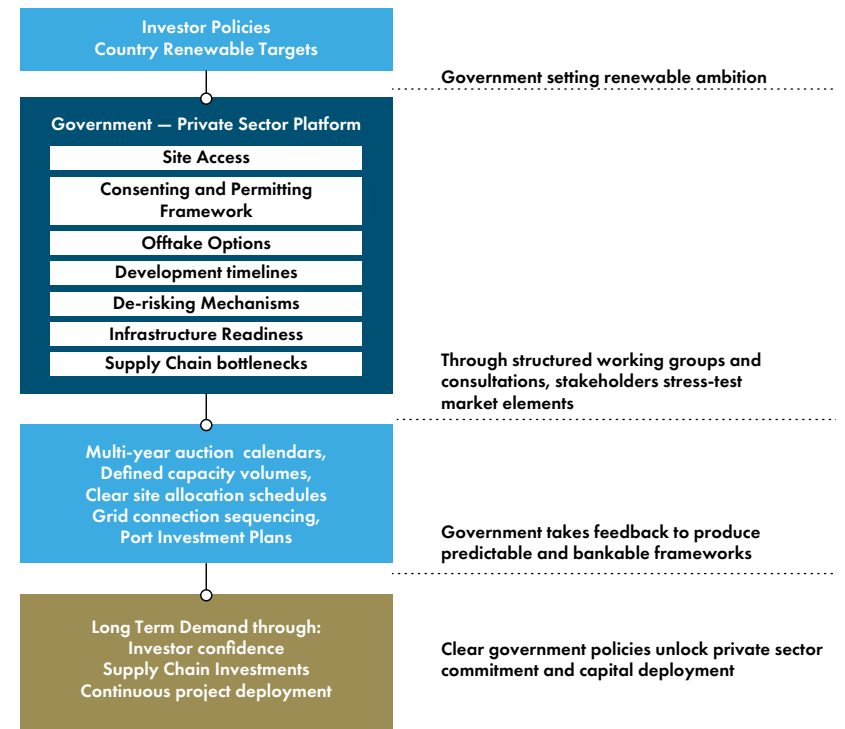 Investor Policies
Country Renewable Targets
Government setting renewable ambition
Government — Private Sector Platform
Site Access
Consenting and Permitting
Framework
Offtake Options
Development timelines
De-risking Mechanisms
Infrastructure Readiness
Supply Chain bottlenecks
Through structured working groups and
consultations, stakeholders stress-test
market elements
Multi-year auction calendars,
Defined capacity volumes,
Clear site allocation schedules
Grid connection sequencing,
Port Investment Plans
Government takes feedback to produce
predictable and bankable frameworks
Long Term Demand through:
Investor confidence
Supply Chain Investments
Continuous project deployment
Clear government policies unlock private sector
commitment and capital deployment